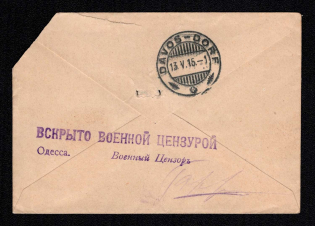 DAVOS-DORF
13.V.15.-1
ВСКРЫТО ВОЕННОЙ ЦЕНЗУРОЙ
Одесса. Военный Цензоръ